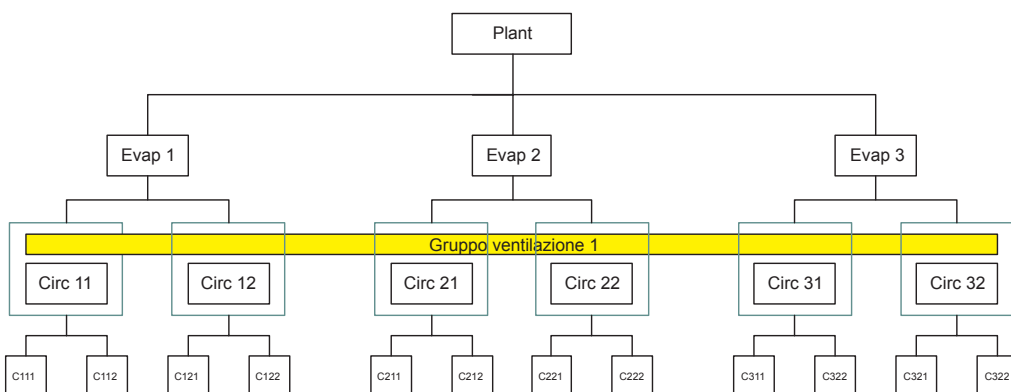 Plant
Evap 1
Evap 2
Evap 3
Gruppo ventilazione 1
Circ 11
Circ 12
Circ 21
Circ 22
Circ 31
Circ 32
C111
C112
C121
C122
C211
C212
C221
C222
C311
C322
C321
C322